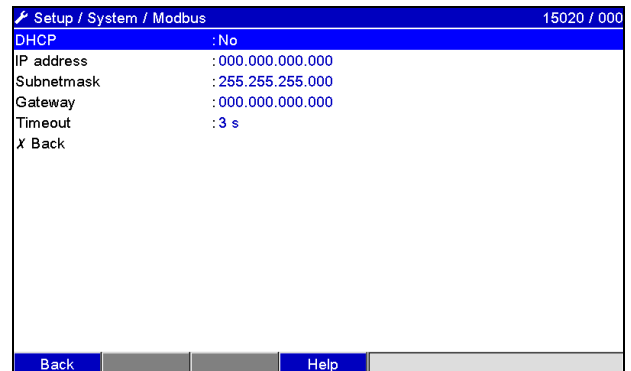 Setup / System / Modbus 15020 / 000
DHCP :No
IP address :000.000.000.000
Subnetmask :255.255.255.000
Gateway :000.000.000.000
Timeout :3 s
X Back
Back Help